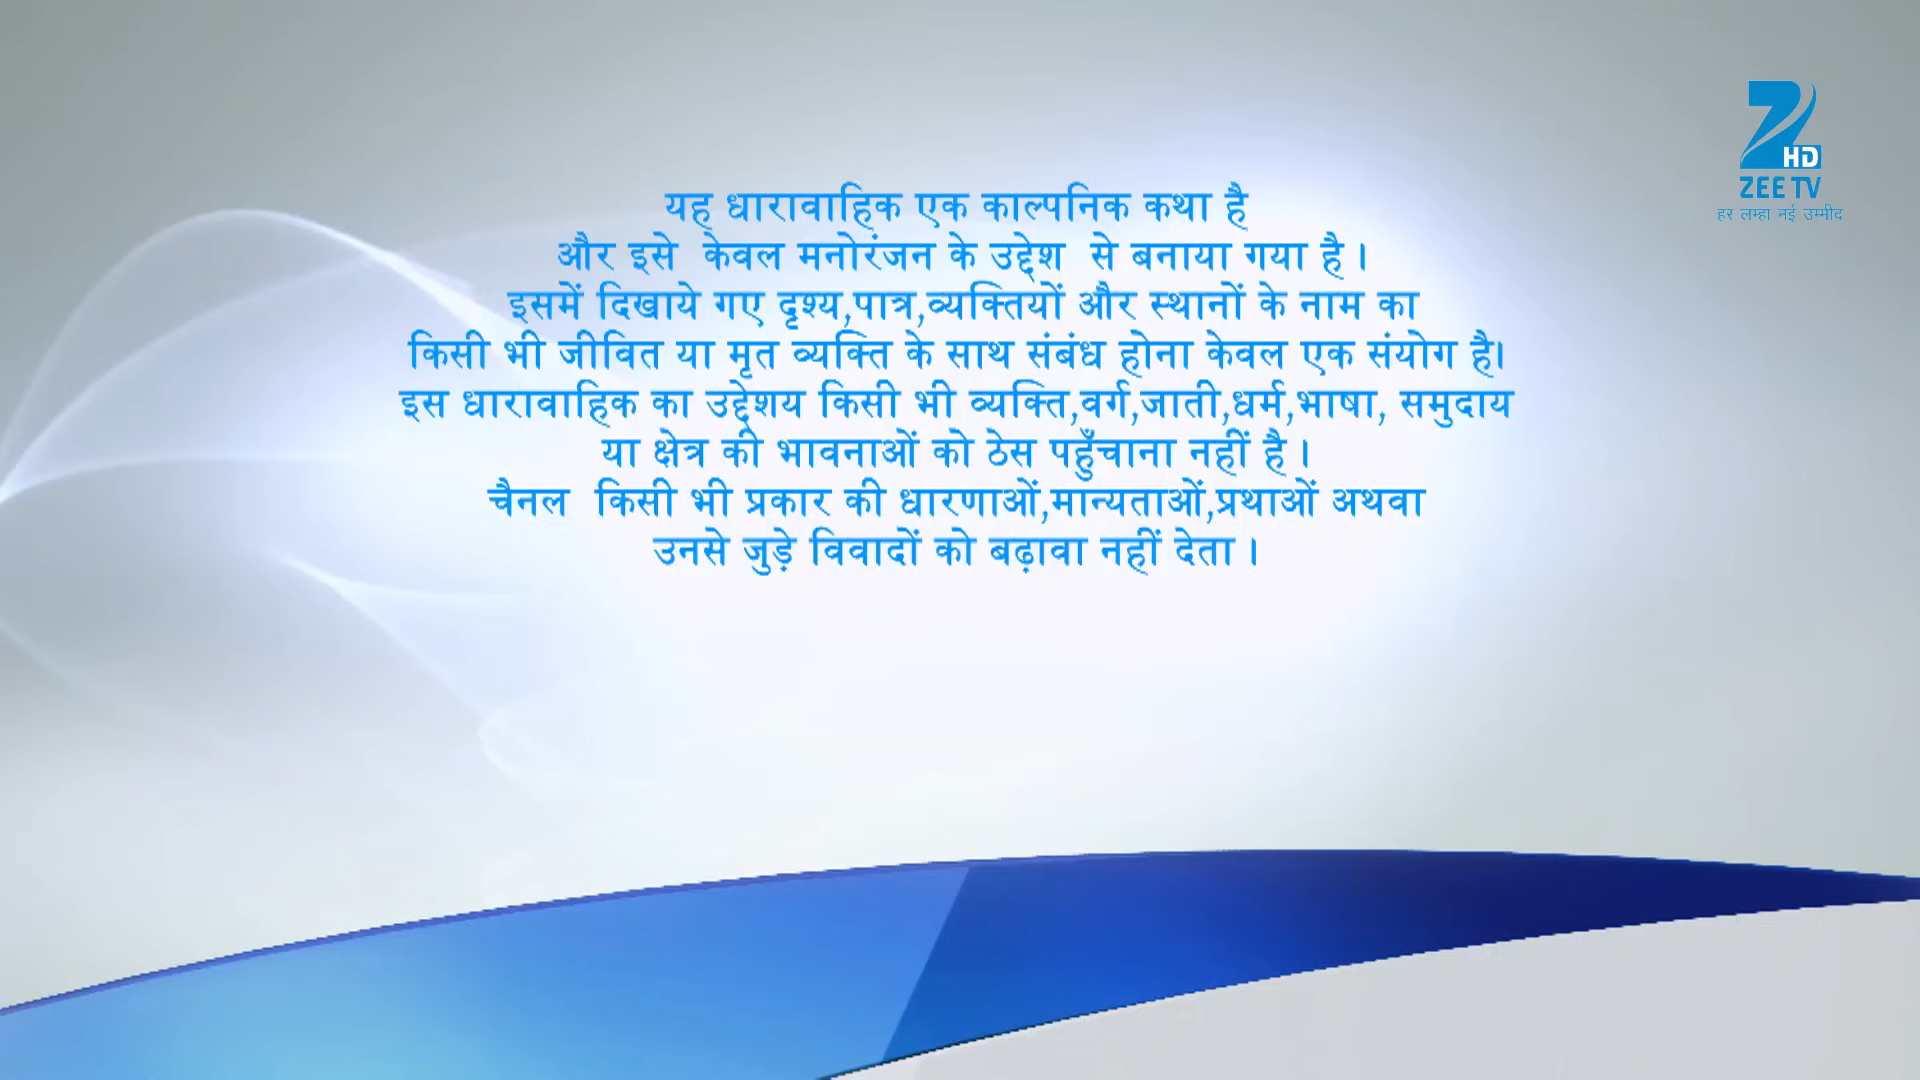 यह धारावाहिक एक काल्पनिक कथा है
और इसे  केवल मनोरंजन के उद्देश  से बनाया गया है ।
इसमें दिखाये गए दृश्य,पात्र,व्यक्तियों और स्थानों के नाम का
किसी भी जीवित या मृत व्यक्ति के साथ संबंध होना केवल एक संयोग है।
इस धारावाहिक का उद्देशय किसी भी व्यक्ति,वर्ग,जाती,धर्म,भाषा, समुदाय
या क्षेत्र की भावनाओं को ठेस पहुँचाना नहीं है ।
चैनल  किसी भी प्रकार की धारणाओं,मान्यताओं,प्रथाओं अथवा
उनसे जुड़े विवादों को बढ़ावा नहीं देता ।
HD
ZEE TV
हर लम्हा नई उम्मीद